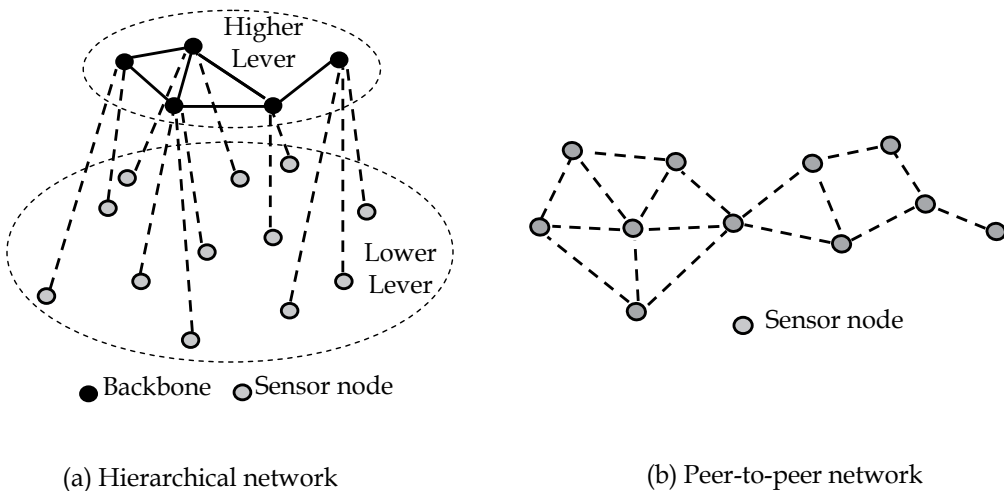 Higher
Lever
Lower
Lever
Backbone
Sensor node
Sensor node
(a) Hierarchical network
(b) Peer-to-peer network